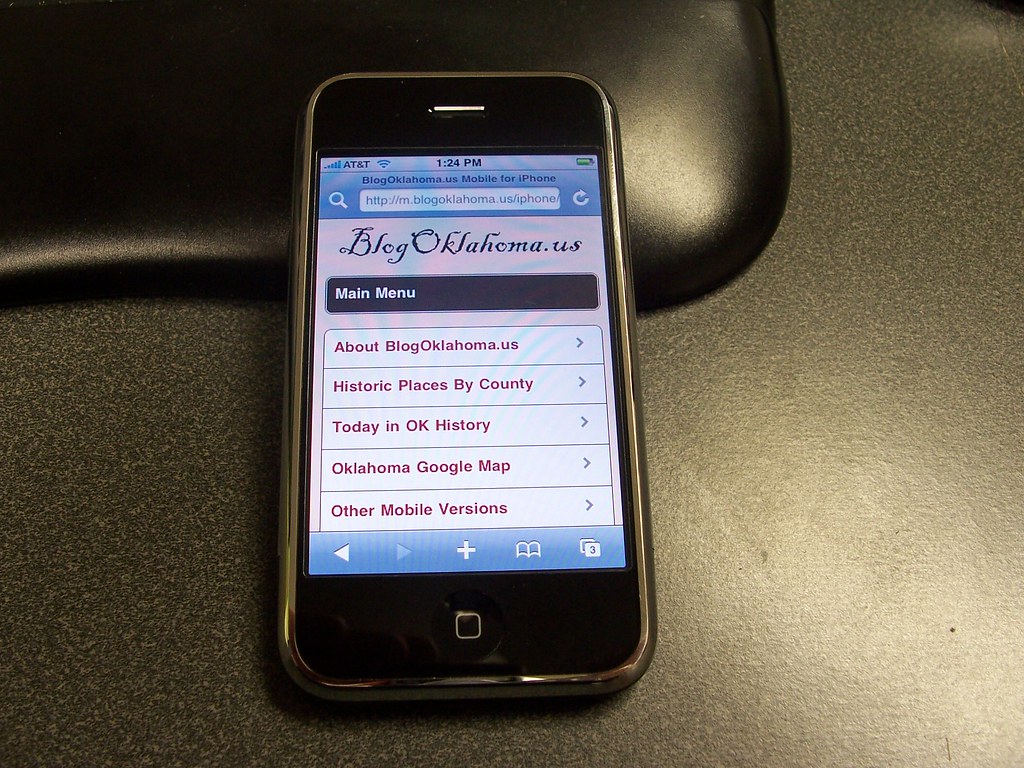 AT&T 1:24 PM
BlogOklahoma.us Mobile for iPhone
http://m.blogoklahoma.us/iphone/
BlogOklahoma.us
Main Menu
About BlogOklahoma.us
Historic Places By County
Today in OK History
Oklahoma Google Map
Other Mobile Versions
3